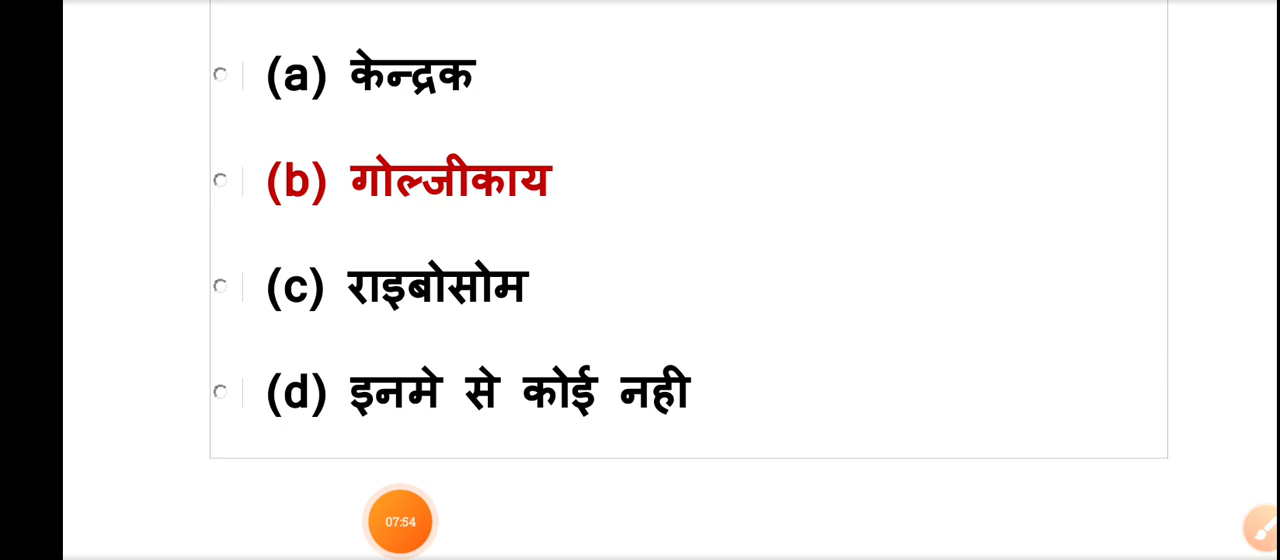 (a) केन्द्रक
(b) गोल्जीकाय
(c) राइबोसोम
(d) इनमे से कोई नही
07:54